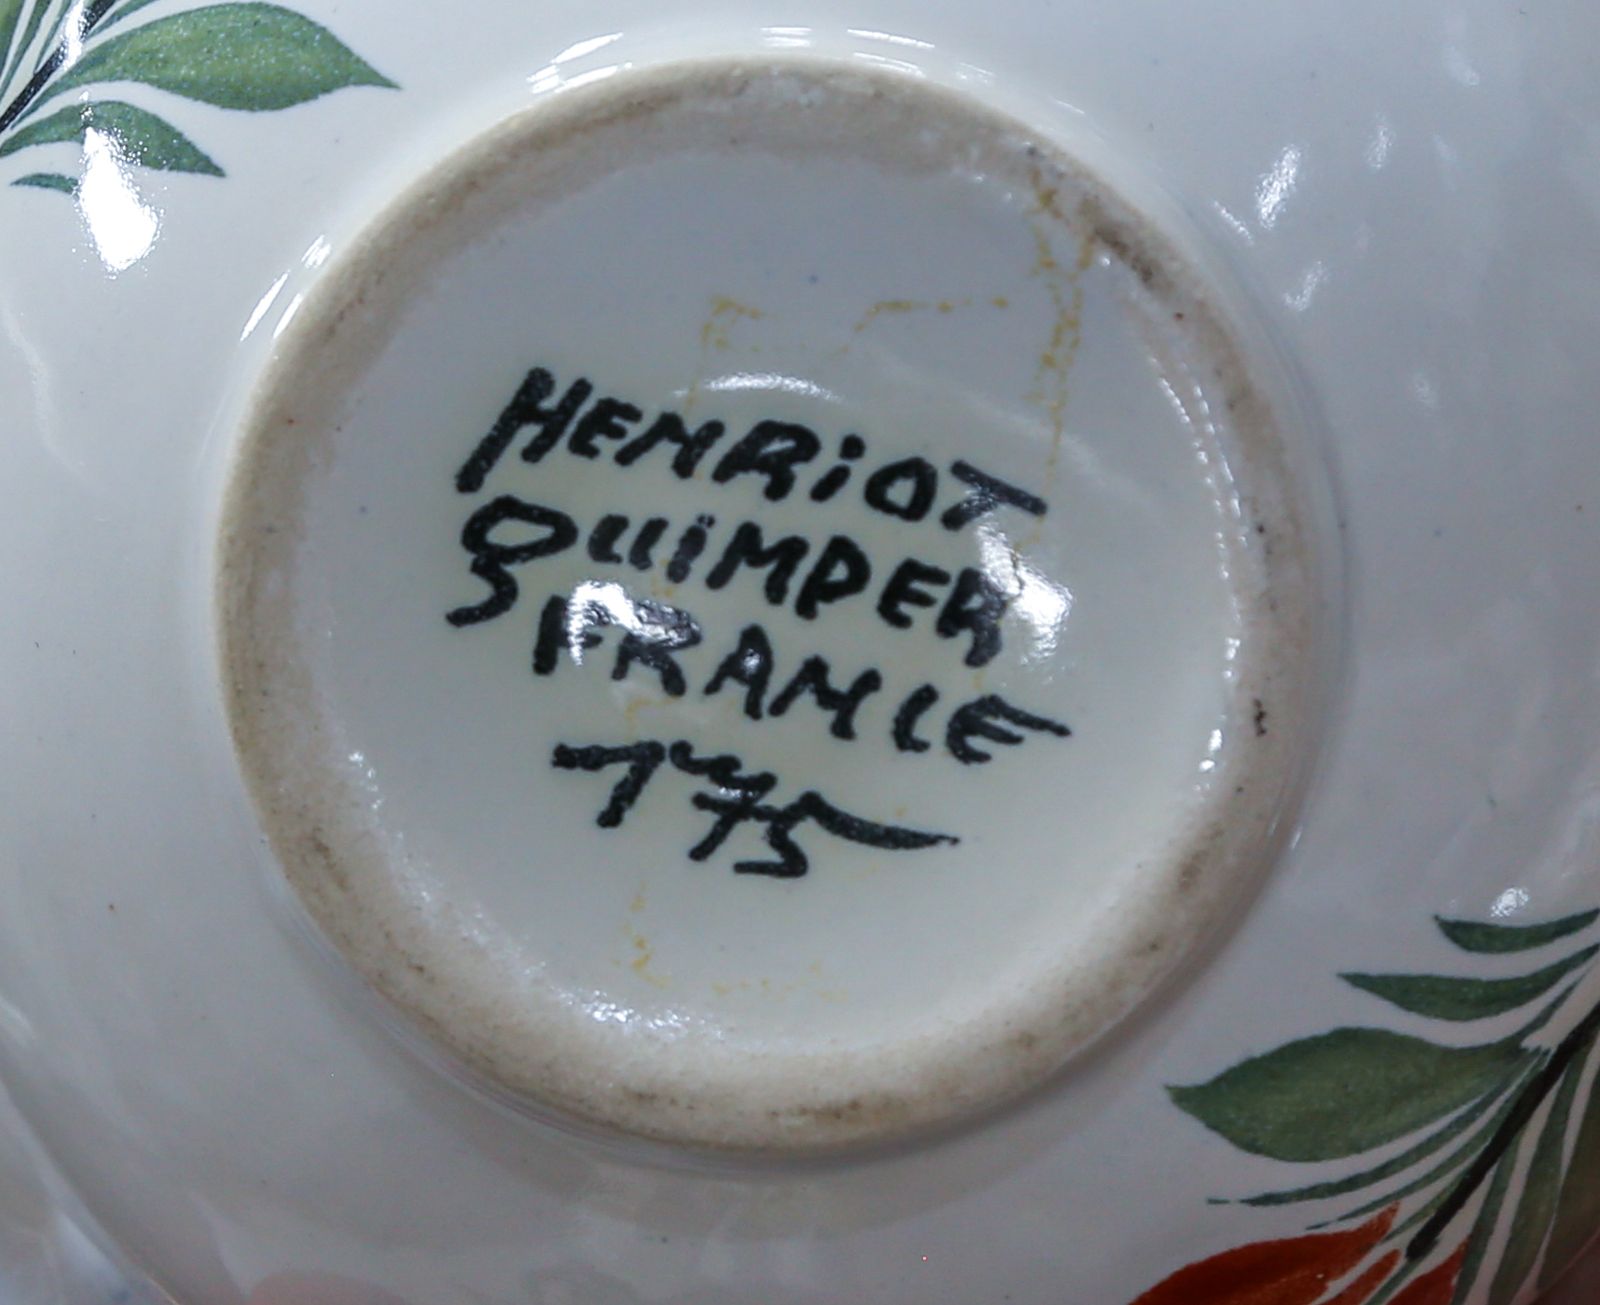 HENRiOT
QUiMPER
FRANCE
775